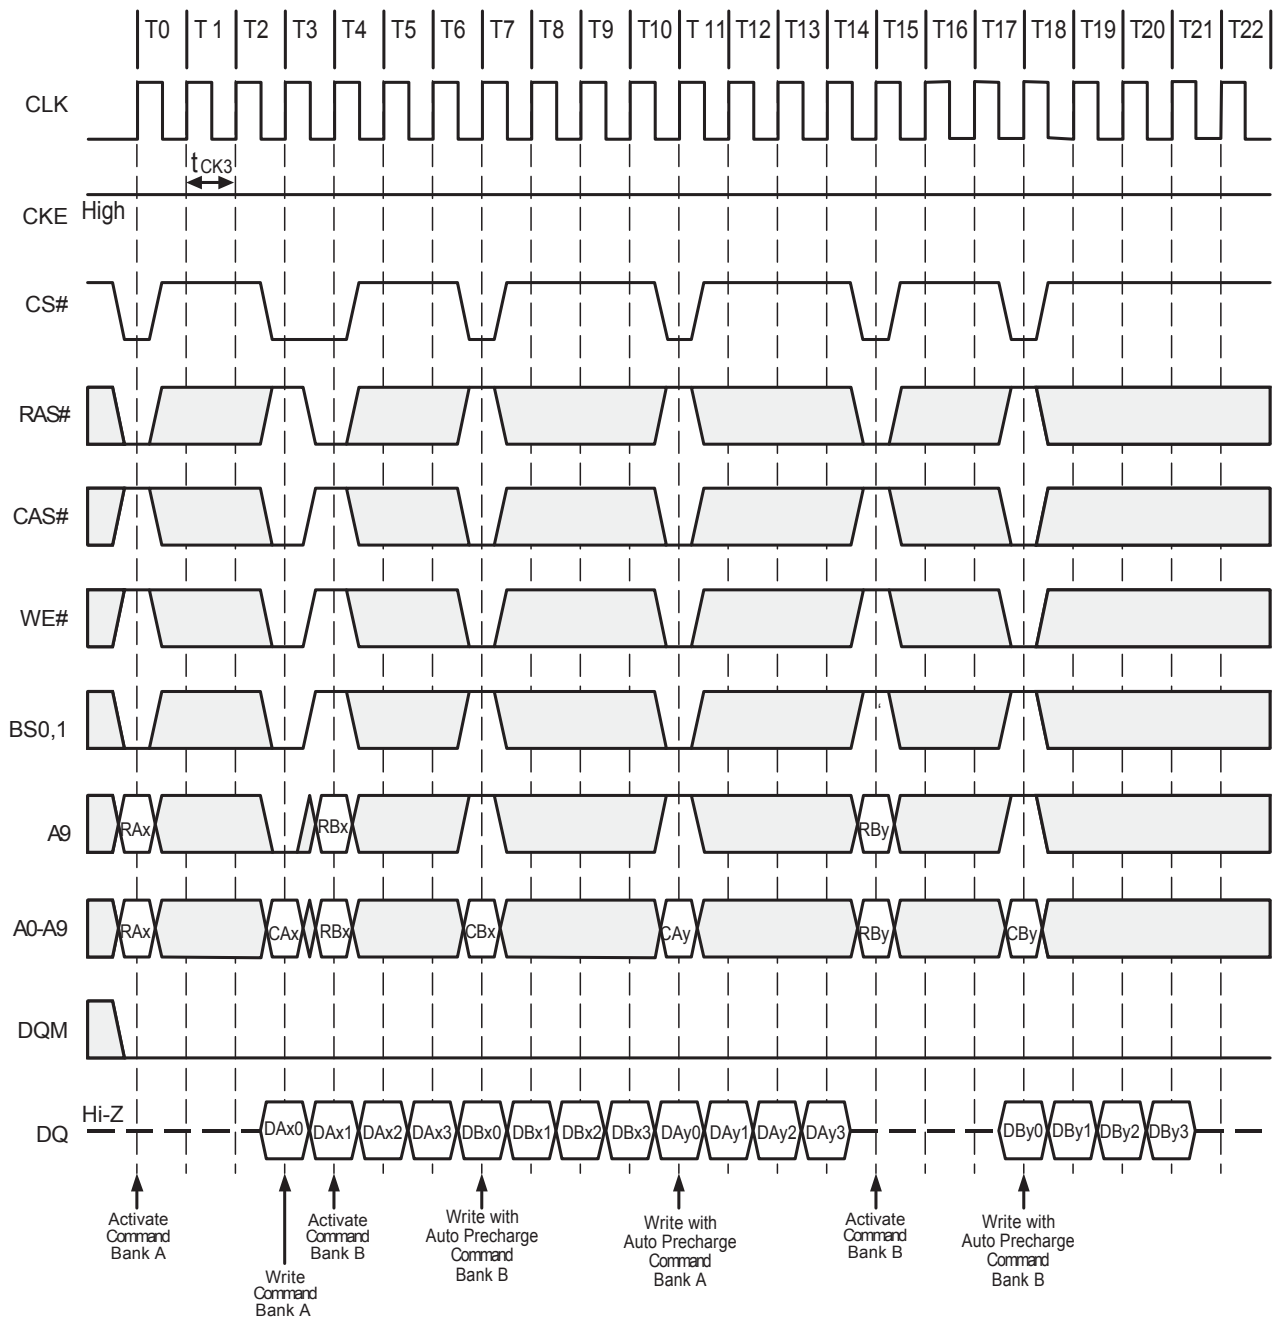 T0 T 1 T2 T3 T4 T5 T6 T7 T8 T9 T10 T 11 T12 T13 T14 T15 T16 T17 T18 T19 T20 T21 T22
CLK
tCK3
CKE High
CS#
RAS#
CAS#
WE#
BS0,1
A9 RAx RBx RBy
A0-A9 RAx CAx RBx CBx CAy RBy CBy
DQM
DQ Hi-Z DAx0 DAx1 DAx2 DAx3 DBx0 DBx1 DBx2 DBx3 DAy0 DAy1 DAy2 DAy3 DBy0 DBy1 DBy2 DBy3
Activate
Command
Bank A
Write
Command
Bank A
Activate
Command
Bank B
Write with
Auto Precharge
Command
Bank B
Write with
Auto Precharge
Command
Bank A
Activate
Command
Bank B
Write with
Auto Precharge
Command
Bank B